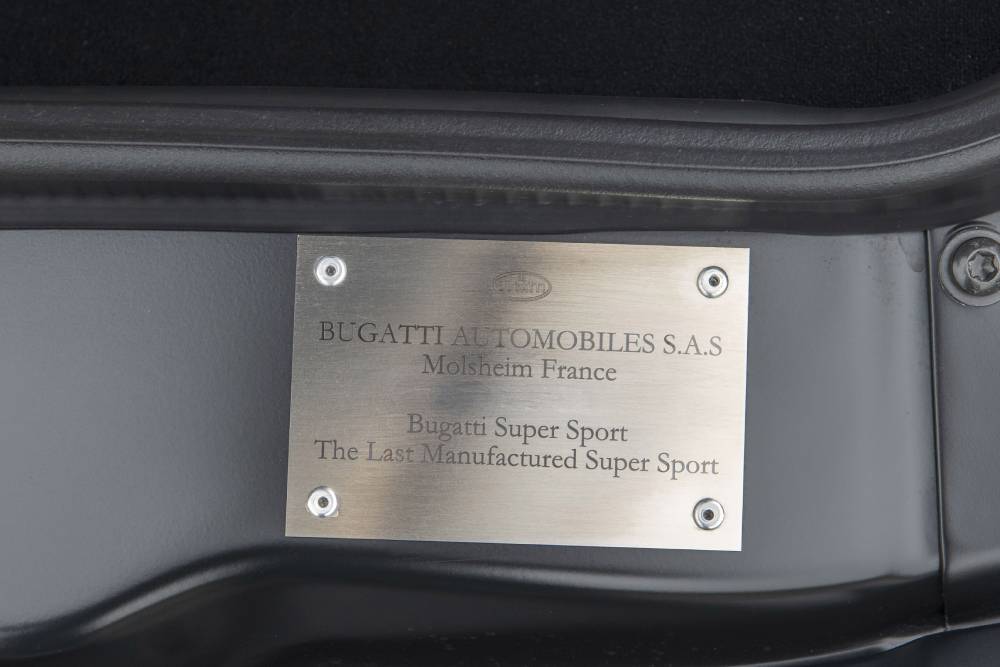 BUGATTI AUTOMOBILES S.A.S
Molsheim France
Bugatti Super Sport
The Last Manufactured Super Sport